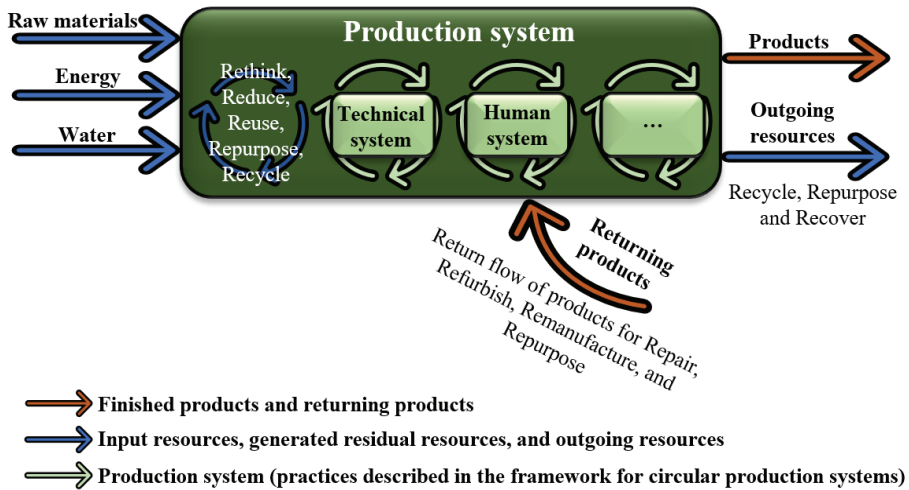 Raw materials
Energy
Water
Production system
Rethink,
Reduce,
Reuse,
Repurpose,
Recycle
Technical
system
Human
system
...
Products
Outgoing
resources
Recycle, Repurpose
and Recover
Returning
products
Return flow of products for Repair,
Refurbish, Remanufacture, and
Repurpose
Finished products and returning products
Input resources, generated residual resources, and outgoing resources
Production system (practices described in the framework for circular production systems)